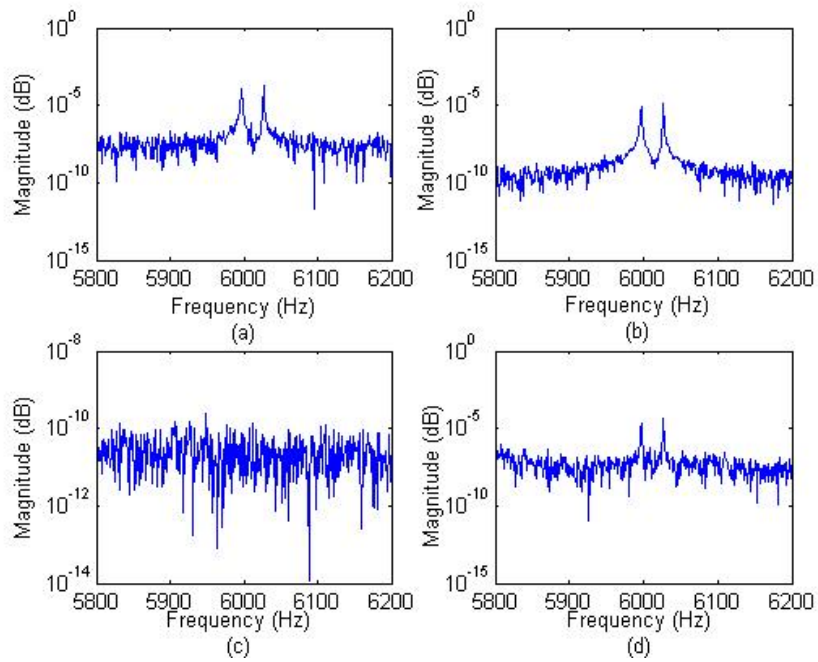 10^0
10^-5
10^-10
10^-15
Magnitude (dB)
5800 5900 6000 6100 6200
Frequency (Hz)
(a)
10^0
10^-5
10^-10
10^-15
Magnitude (dB)
5800 5900 6000 6100 6200
Frequency (Hz)
(b)
10^-8
10^-10
10^-12
10^-14
Magnitude (dB)
5800 5900 6000 6100 6200
Frequency (Hz)
(c)
10^0
10^-5
10^-10
10^-15
Magnitude (dB)
5800 5900 6000 6100 6200
Frequency (Hz)
(d)